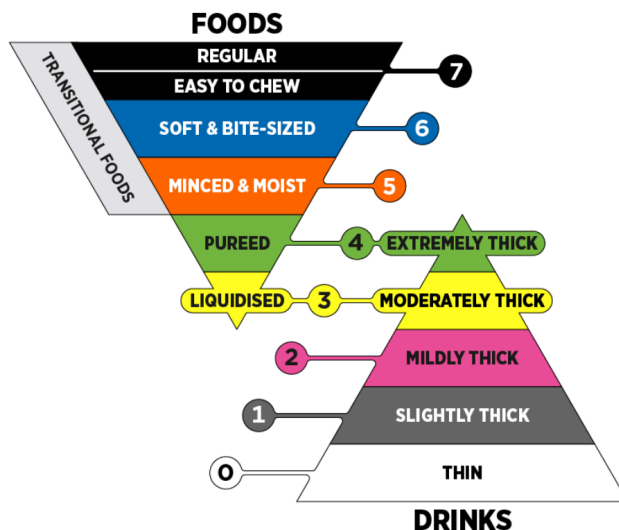 FOODS
REGULAR
7
EASY TO CHEW
TRANSITIONAL FOODS
SOFT & BITE-SIZED
6
MINCED & MOIST
5
PUREED
4
EXTREMELY THICK
LIQUIDISED
3
MODERATELY THICK
2
MILDLY THICK
1
SLIGHTLY THICK
0
THIN
DRINKS